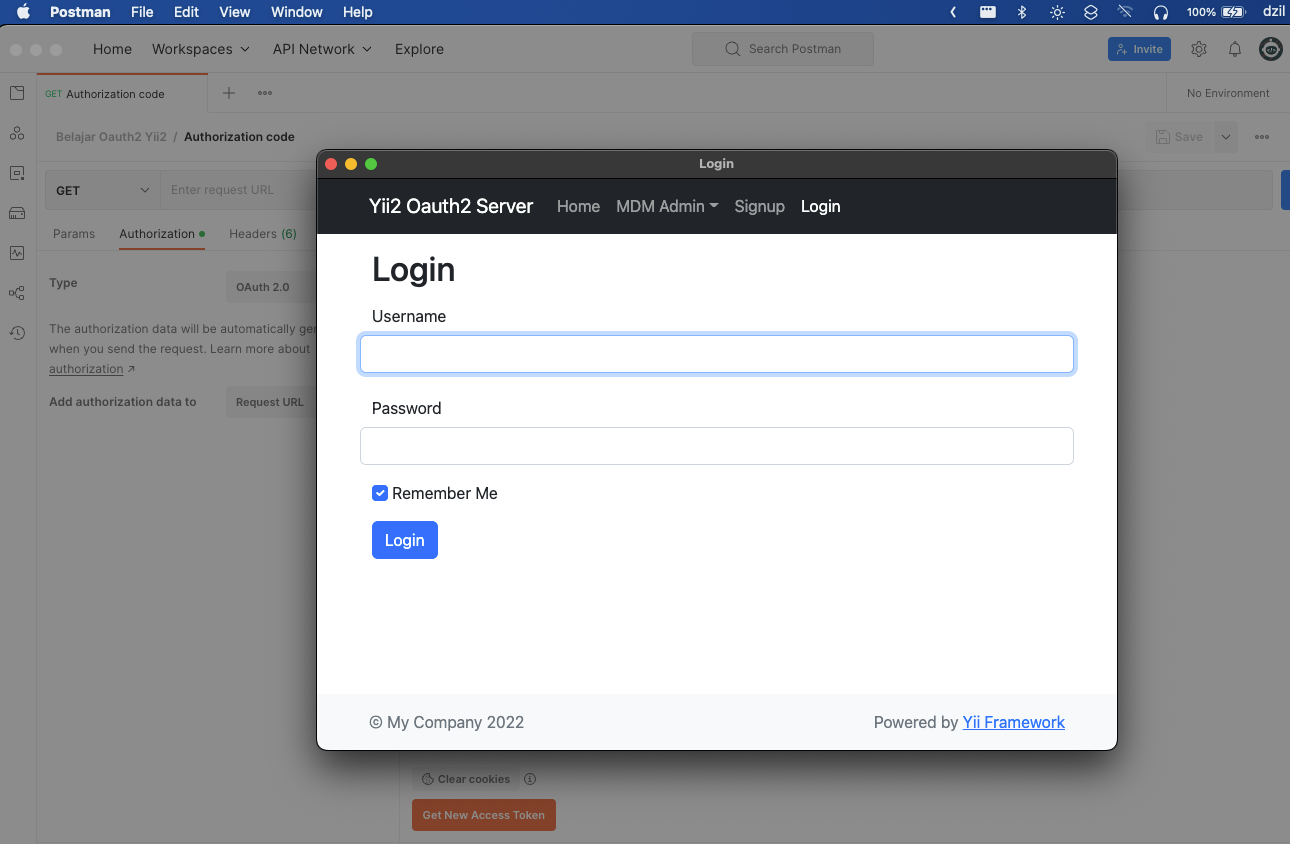 Postman File Edit View Window Help 100% dzil
Home Workspaces API Network Explore Search Postman Invite
GET Authorization code No Environment
Belajar Oauth2 Yii2 / Authorization code Save
Login
GET Enter request URL
Yii2 Oauth2 Server Home MDM Admin Signup Login
Params Authorization Headers (6)
Login
Type OAuth 2.0
Username
The authorization data will be automatically ger
when you send the request. Learn more about
authorization ↗
Add authorization data to Request URL
Password
Remember Me
Login
© My Company 2022 Powered by Yii Framework
Clear cookies
Get New Access Token